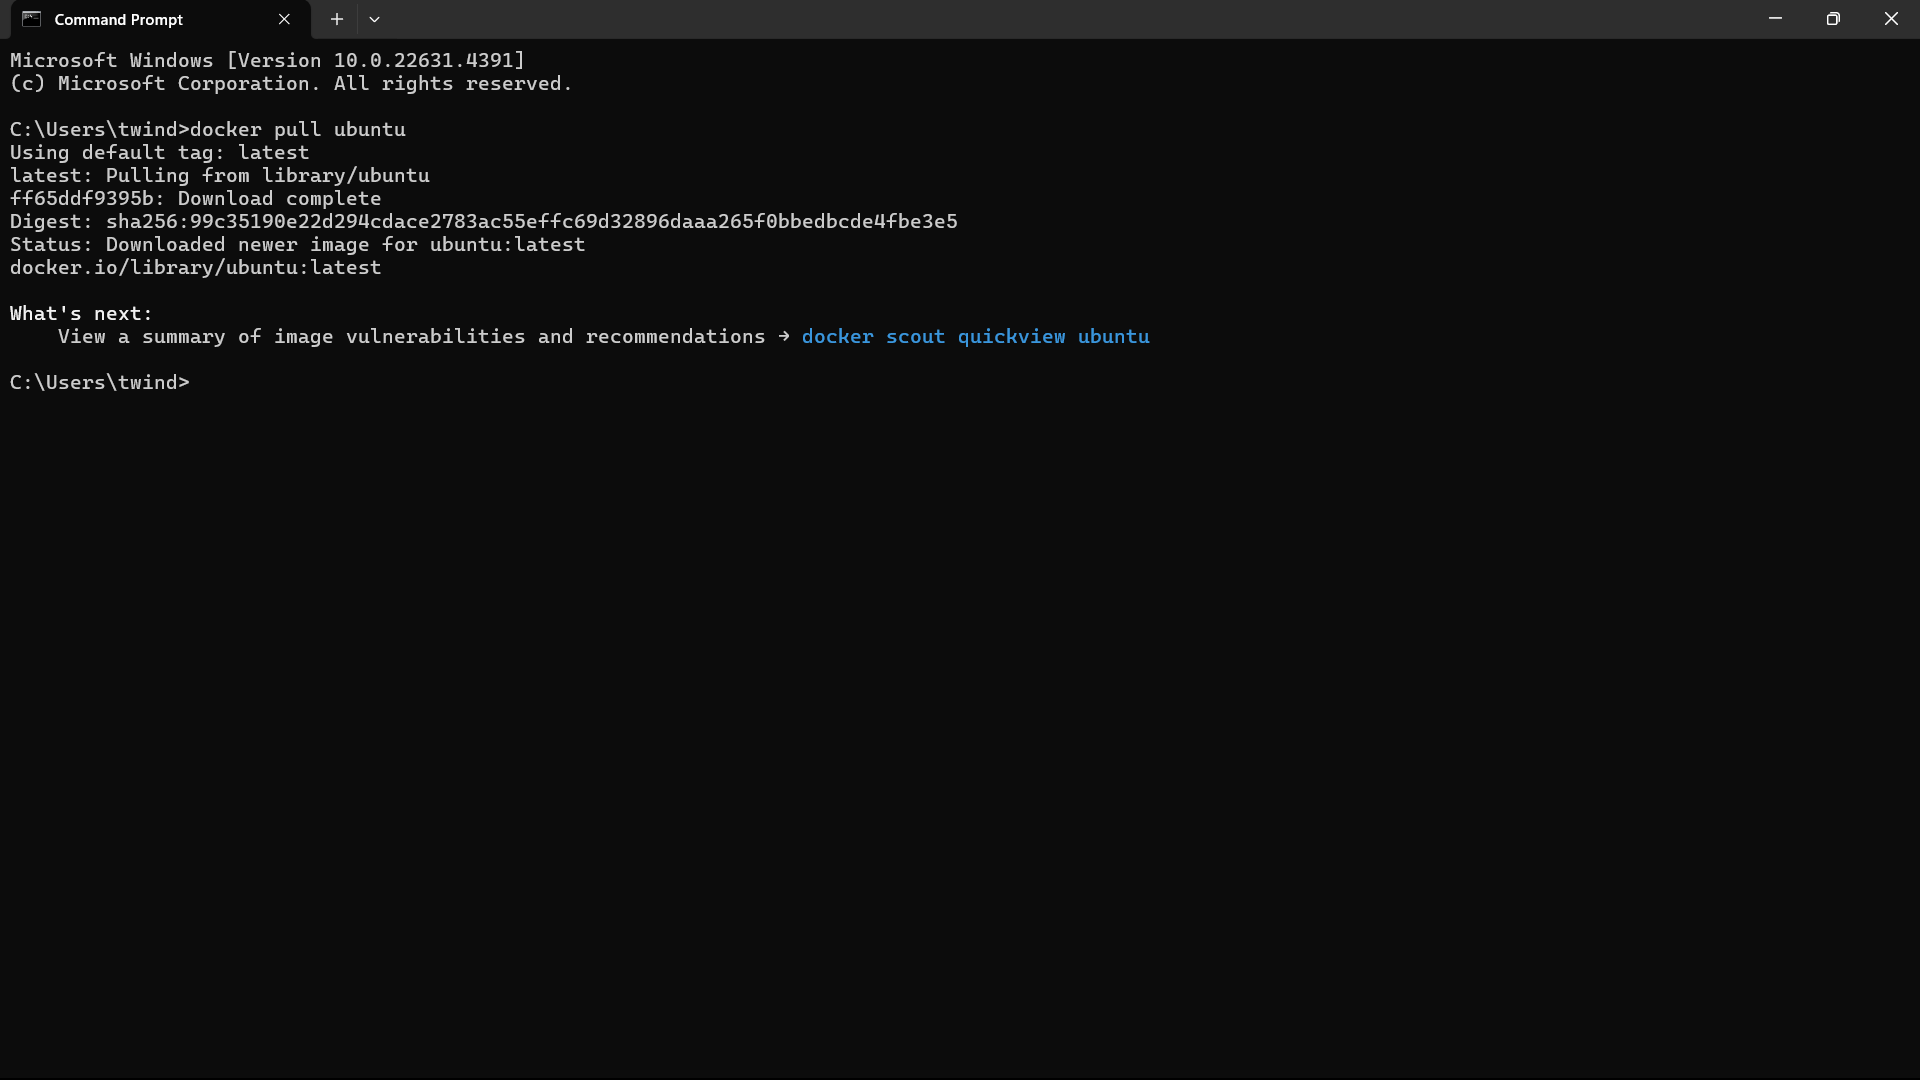 Command Prompt
Microsoft Windows [Version 10.0.22631.4391]
(c) Microsoft Corporation. All rights reserved.
C:\Users\twind>docker pull ubuntu
Using default tag: latest
latest: Pulling from library/ubuntu
ff65ddf9395b: Download complete
Digest: sha256:99c35190e22d294cdace2783ac55effc69d32896daaa265f0bbedbcde4fbe3e5
Status: Downloaded newer image for ubuntu:latest
docker.io/library/ubuntu:latest
What's next:
    View a summary of image vulnerabilities and recommendations → docker scout quickview ubuntu
C:\Users\twind>